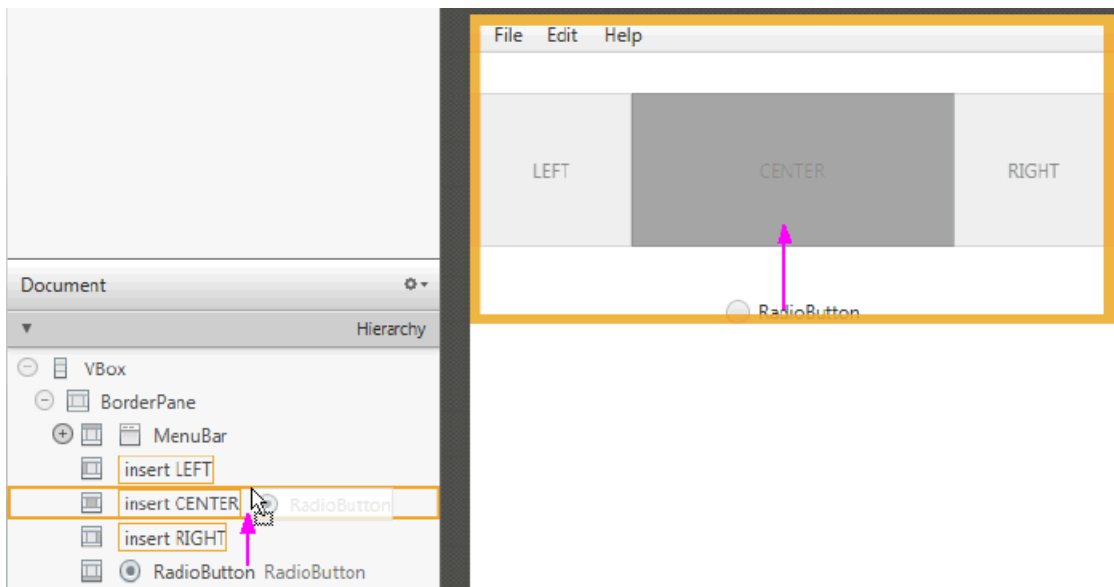 File Edit Help
LEFT CENTER RIGHT
RadioButton
Document
Hierarchy
VBox
BorderPane
MenuBar
insert LEFT
insert CENTER RadioButton
insert RIGHT
RadioButton RadioButton